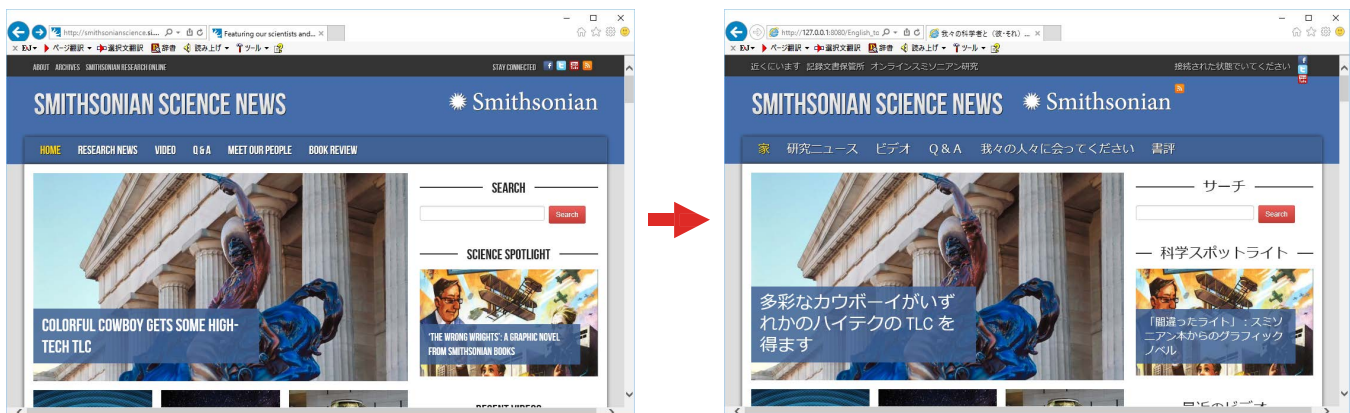 http://smithsonianscience.si... Featuring our scientists and...
× EJ ページ翻訳 選択文翻訳 辞書 読み上げ ツール
ABOUT ARCHIVES SMITHSONIAN RESEARCH ONLINE STAY CONNECTED
SMITHSONIAN SCIENCE NEWS Smithsonian
HOME RESEARCH NEWS VIDEO Q & A MEET OUR PEOPLE BOOK REVIEW
SEARCH
Search
SCIENCE SPOTLIGHT
COLORFUL COWBOY GETS SOME HIGH-
TECH TLC
'THE WRONG WRIGHTS': A GRAPHIC NOVEL
FROM SMITHSONIAN BOOKS
RECENT VIDEOS
http://127.0.0.1:8080/English_to 我々の科学者と (彼・それ) ...
× EJ ページ翻訳 選択文翻訳 辞書 読み上げ ツール
近くにいます 記録文書保管所 オンラインスミソニアン研究 接続された状態でいてください
SMITHSONIAN SCIENCE NEWS Smithsonian
家 研究ニュース ビデオ Q & A 我々の人々に会ってください 書評
サーチ
Search
科学スポットライト
多彩なカウボーイがいず
れかのハイテクの TLC を
得ます
「間違ったライト」：スミソ
ニアン本からのグラフィック
ノベル
最近のビデオ